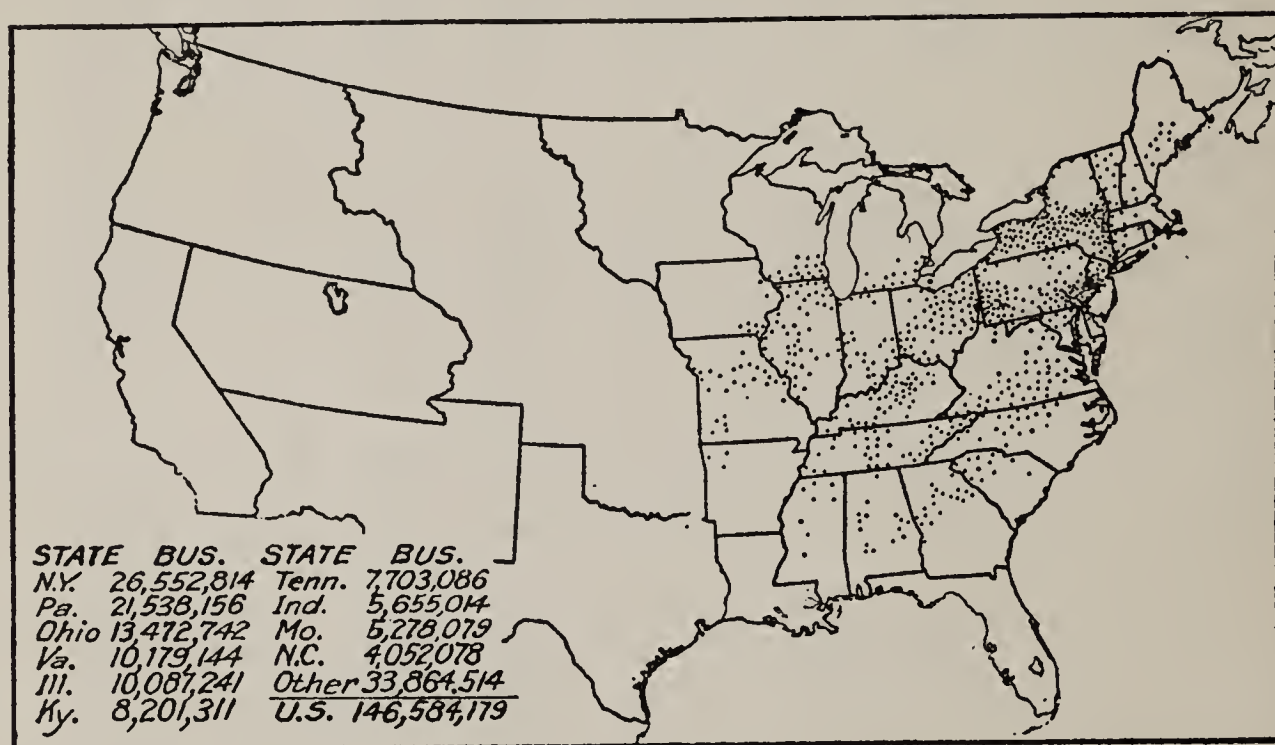 STATE BUS. STATE BUS.
N.Y. 26,552,814 Tenn. 7,703,086
Pa. 21,538,156 Ind. 5,655,014
Ohio 13,472,742 Mo. 5,278,079
Va. 10,179,144 N.C. 4,052,078
Ill. 10,087,241 Other 33,864,514
Ky. 8,201,311 U.S. 146,584,179